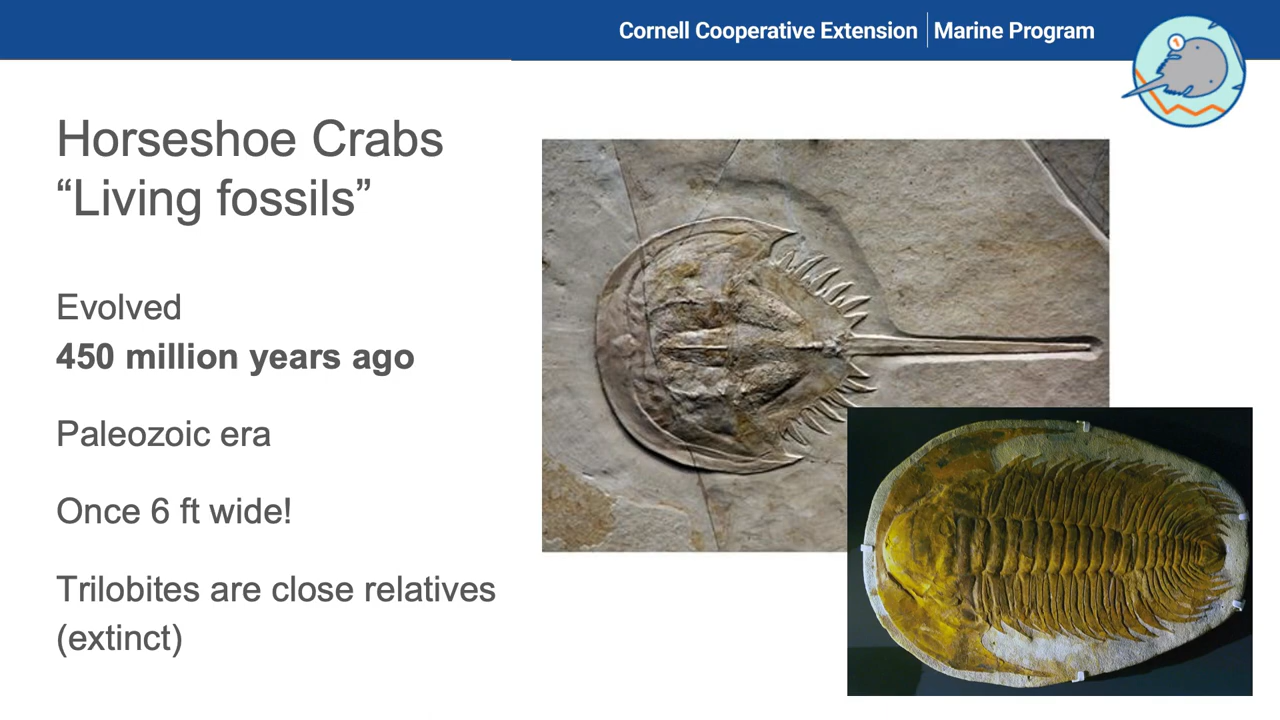 Cornell Cooperative Extension | Marine Program
Horseshoe Crabs
“Living fossils”
Evolved
450 million years ago
Paleozoic era
Once 6 ft wide!
Trilobites are close relatives
(extinct)